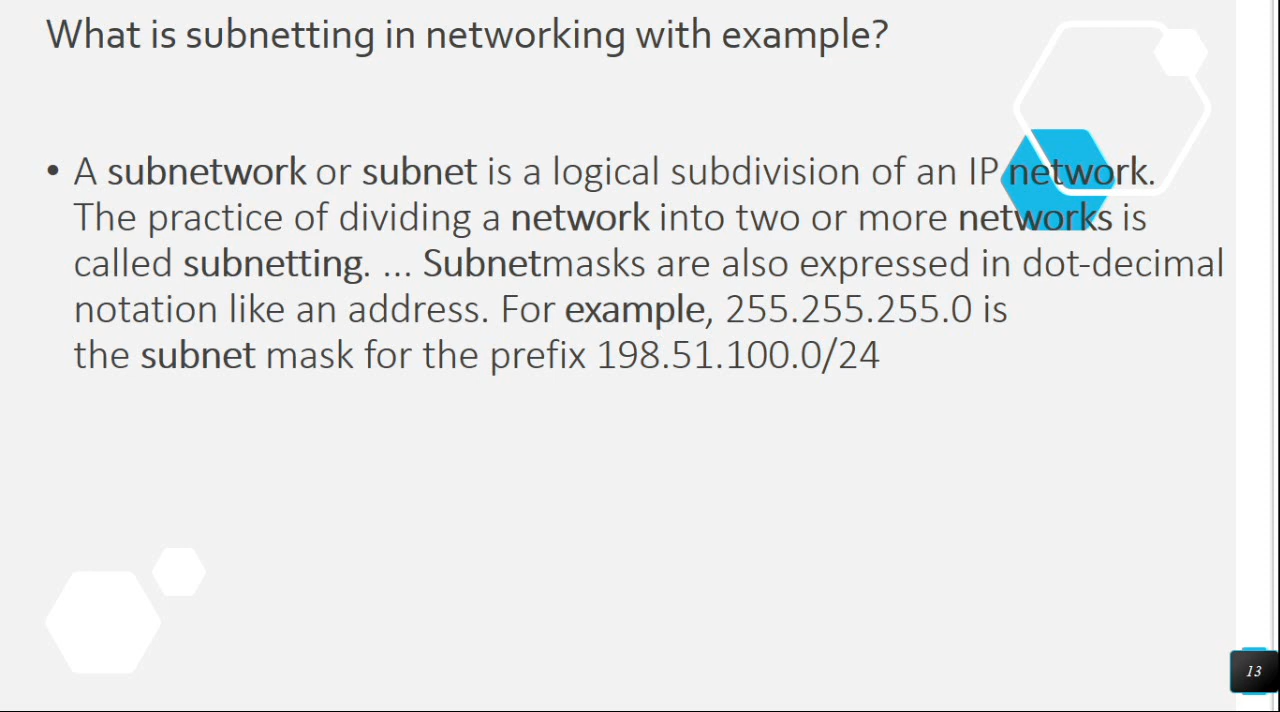 What is subnetting in networking with example?
• A subnetwork or subnet is a logical subdivision of an IP network.
The practice of dividing a network into two or more networks is
called subnetting. ... Subnetmasks are also expressed in dot-decimal
notation like an address. For example, 255.255.255.0 is
the subnet mask for the prefix 198.51.100.0/24
13